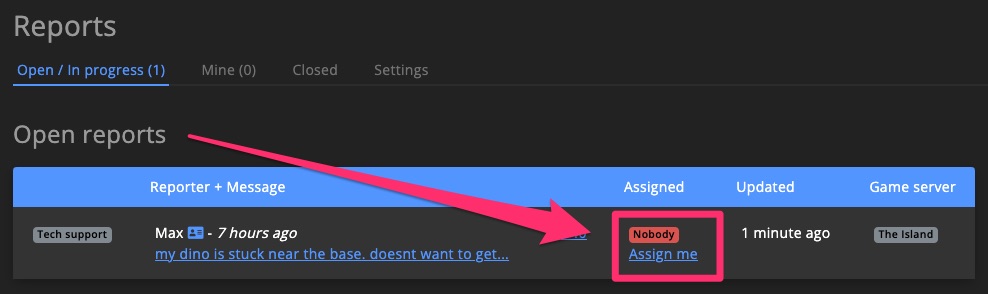 Reports
Open / In progress (1) Mine (0) Closed Settings
Open reports
Reporter + Message Assigned Updated Game server
Tech support Max - 7 hours ago Nobody 1 minute ago The Island
my dino is stuck near the base. doesnt want to get... Assign me